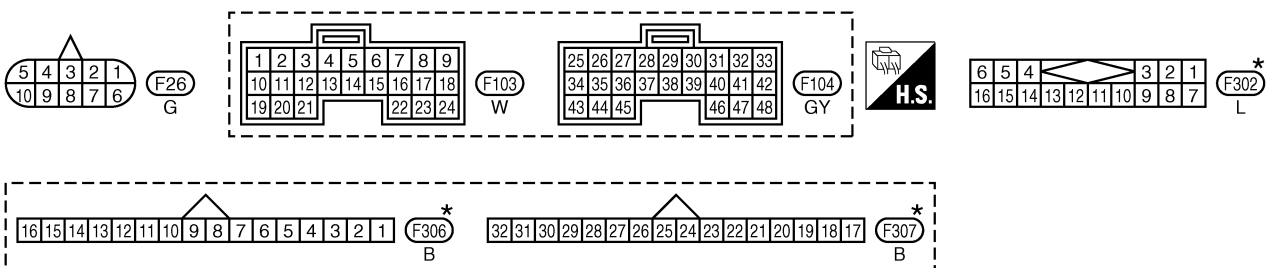 5 4 3 2 1
10 9 8 7 6
F26
G
1 2 3 4 5 6 7 8 9
10 11 12 13 14 15 16 17 18
19 20 21 22 23 24
F103
W
25 26 27 28 29 30 31 32 33
34 35 36 37 38 39 40 41 42
43 44 45 46 47 48
F104
GY
H.S.
6 5 4 3 2 1
16 15 14 13 12 11 10 9 8 7
*
F302
L
16 15 14 13 12 11 10 9 8 7 6 5 4 3 2 1
*
F306
B
32 31 30 29 28 27 26 25 24 23 22 21 20 19 18 17
*
F307
B